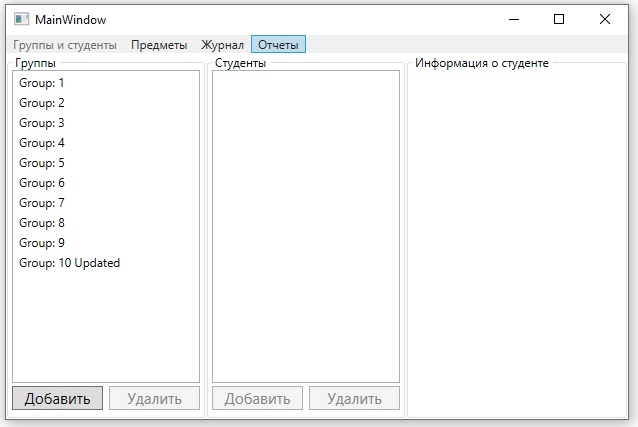 MainWindow
Группы и студенты Предметы Журнал Отчеты
Группы Студенты Информация о студенте
Group: 1
Group: 2
Group: 3
Group: 4
Group: 5
Group: 6
Group: 7
Group: 8
Group: 9
Group: 10 Updated
Добавить Удалить Добавить Удалить